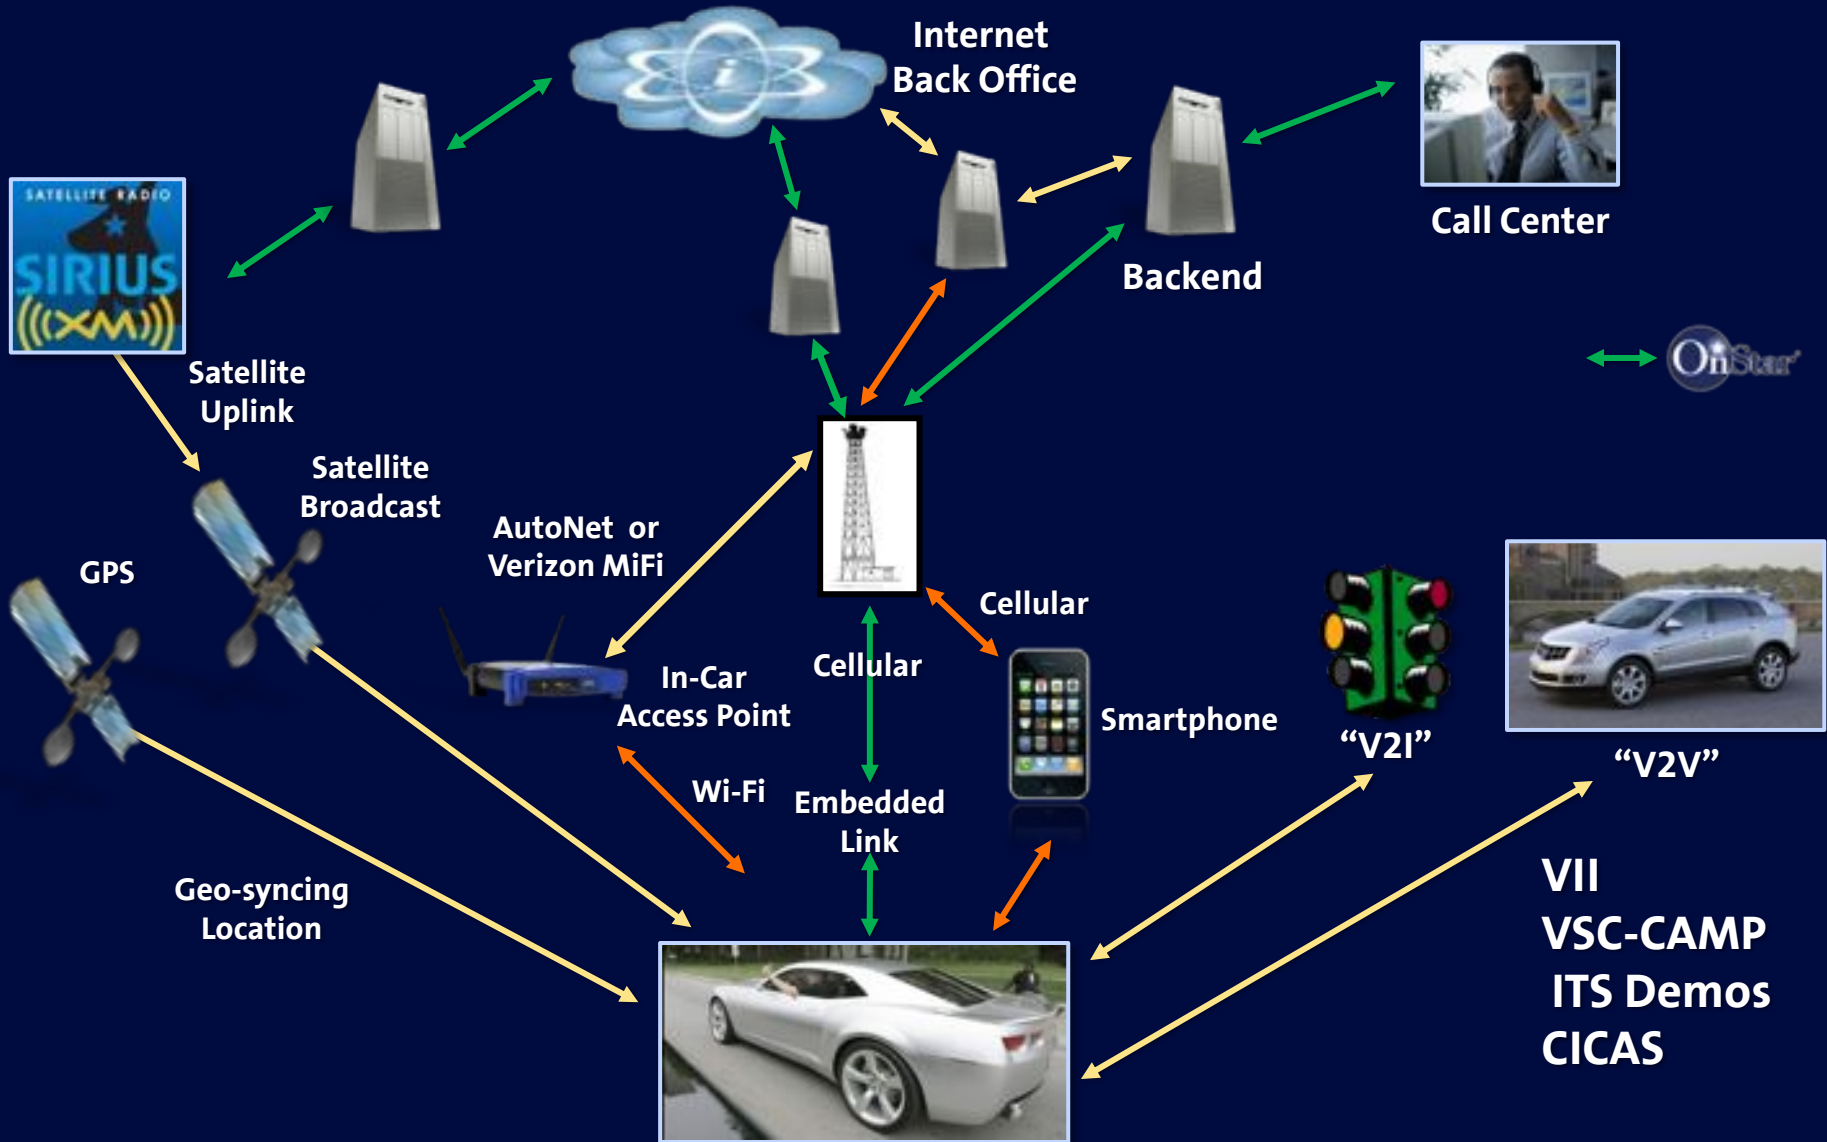 Internet
Back Office
Call Center
Backend
SATELLITE RADIO
SIRIUS
(((XM)))
OnStar
Satellite
Uplink
Satellite
Broadcast
GPS
AutoNet or
Verizon MiFi
Cellular
Cellular
In-Car
Access Point
Smartphone
"V2I"
"V2V"
Wi-Fi
Embedded
Link
Geo-syncing
Location
VII
VSC-CAMP
ITS Demos
CICAS